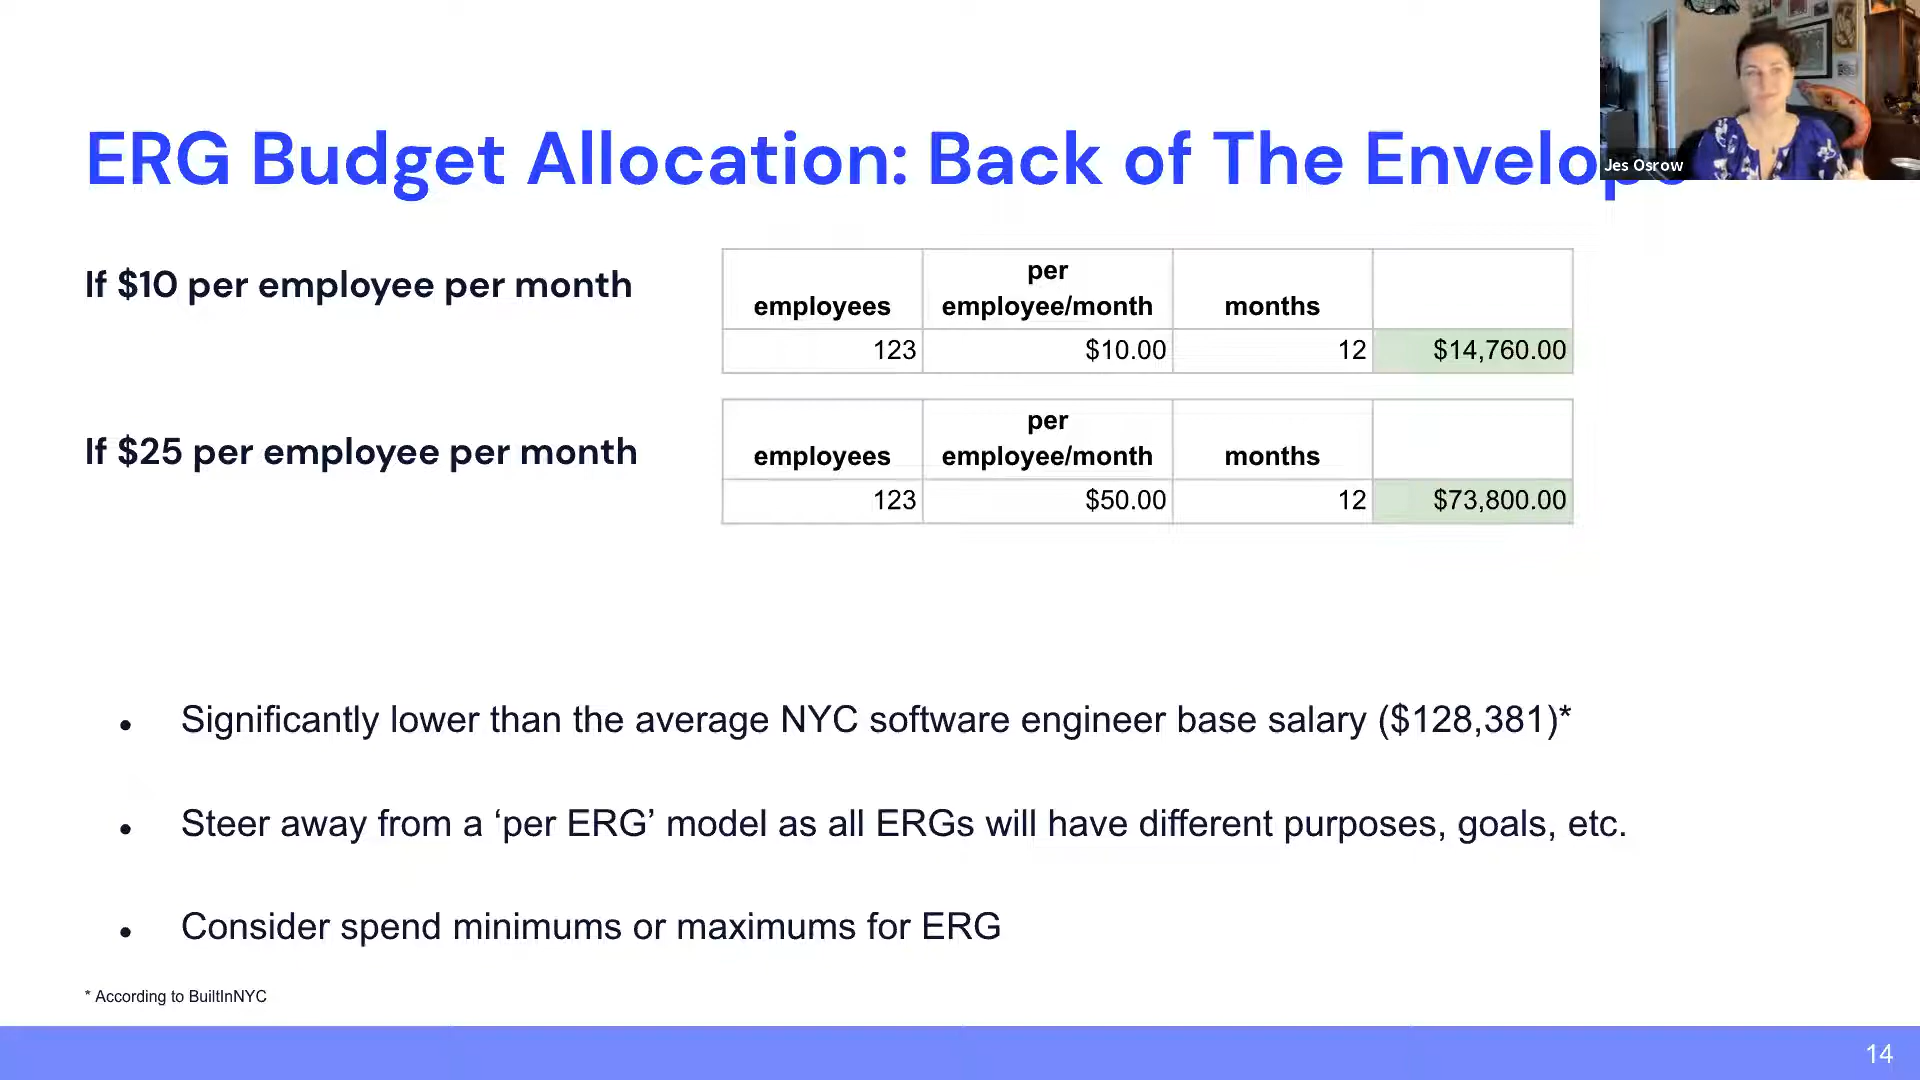 ERG Budget Allocation: Back of The Envelope
Jes Osrow
If $10 per employee per month
per
employees employee/month months
123 $10.00 12 $14,760.00
If $25 per employee per month
per
employees employee/month months
123 $50.00 12 $73,800.00
• Significantly lower than the average NYC software engineer base salary ($128,381)*
• Steer away from a ‘per ERG’ model as all ERGs will have different purposes, goals, etc.
• Consider spend minimums or maximums for ERG
* According to BuiltInNYC
14